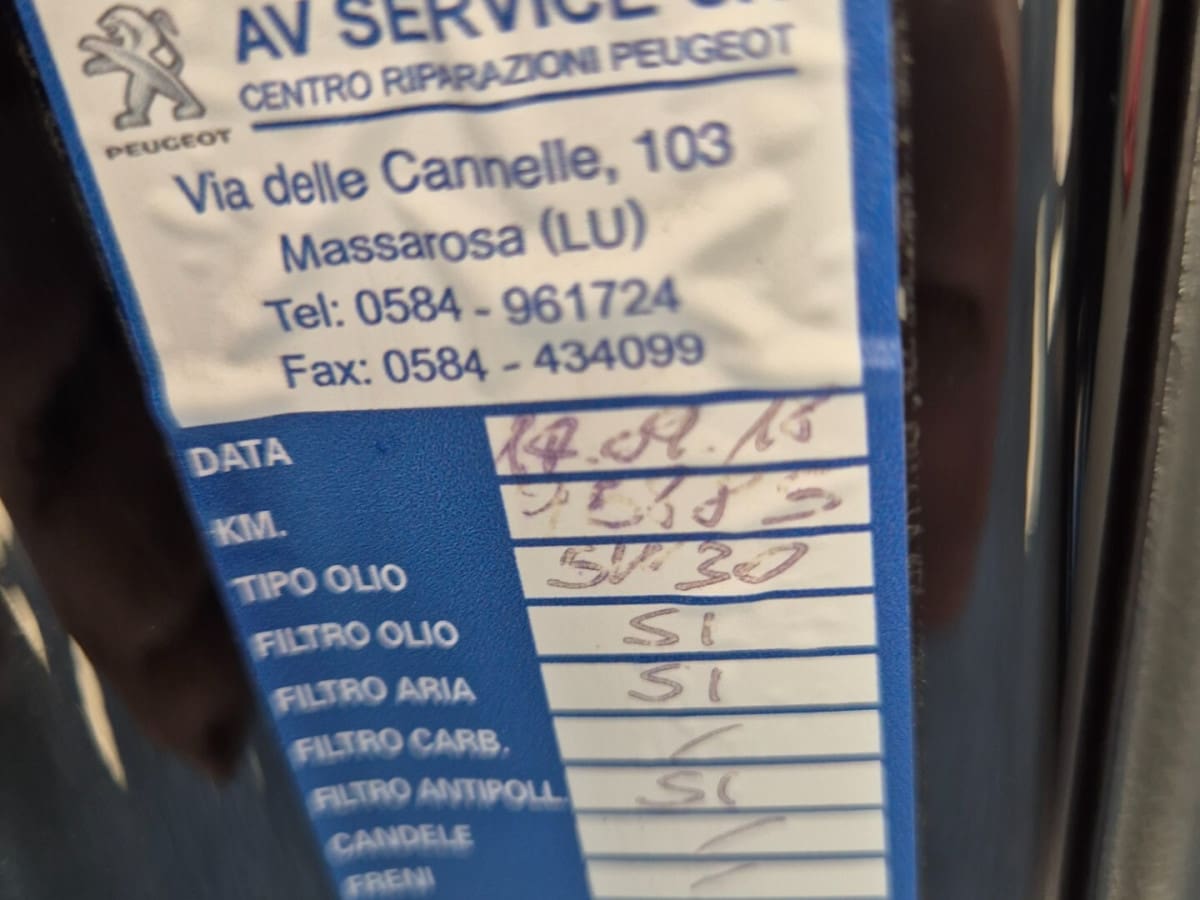 AV SERVICE
CENTRO RIPARAZIONI PEUGEOT
PEUGEOT
Via delle Cannelle, 103
Massarosa (LU)
Tel: 0584 - 961724
Fax: 0584 - 434099
DATA
KM.
TIPO OLIO 5W30
FILTRO OLIO SI
FILTRO ARIA SI
FILTRO CARB. /
FILTRO ANTIPOLL. SI
CANDELE /
FRENI /